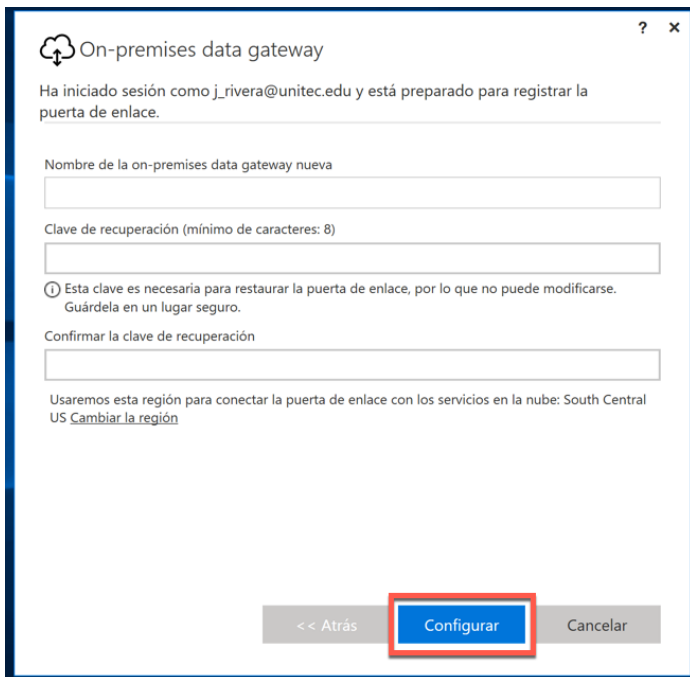 ? ×
On-premises data gateway
Ha iniciado sesión como j_rivera@unitec.edu y está preparado para registrar la
puerta de enlace.
Nombre de la on-premises data gateway nueva
Clave de recuperación (mínimo de caracteres: 8)
Esta clave es necesaria para restaurar la puerta de enlace, por lo que no puede modificarse.
Guárdela en un lugar seguro.
Confirmar la clave de recuperación
Usaremos esta región para conectar la puerta de enlace con los servicios en la nube: South Central
US Cambiar la región
<< Atrás Configurar Cancelar